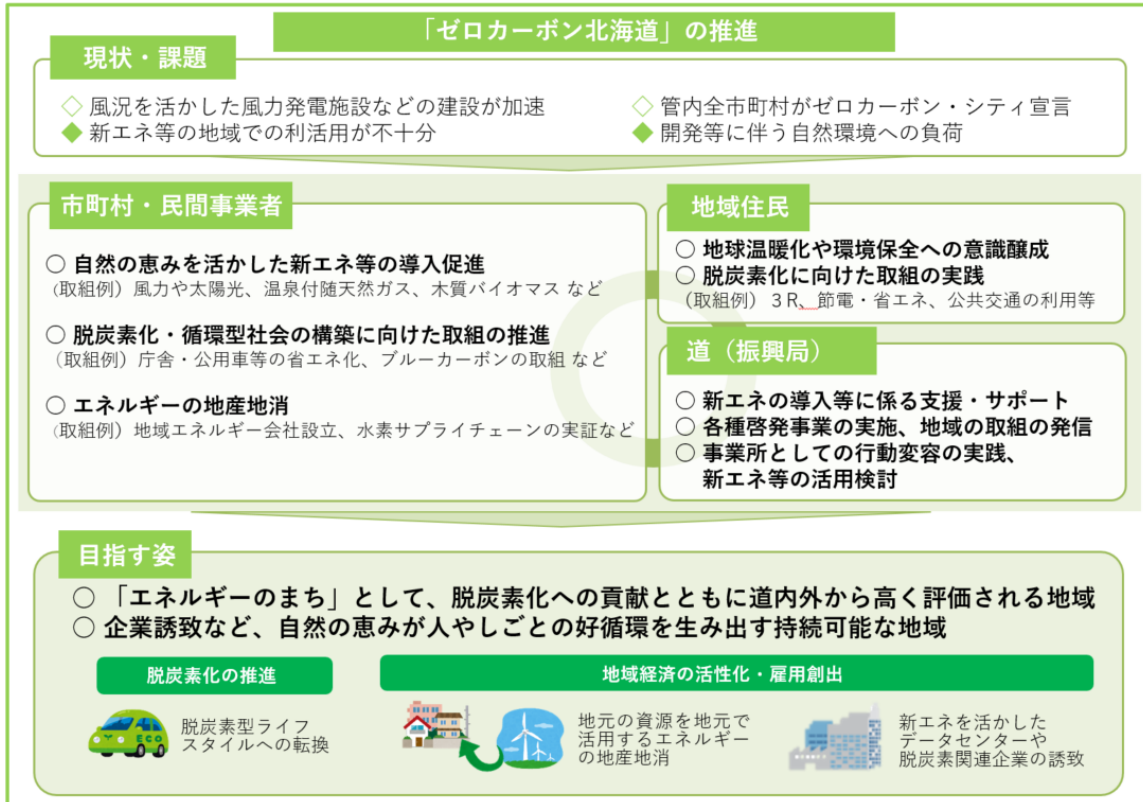 「ゼロカーボン北海道」の推進
現状・課題
◇ 風況を活かした風力発電施設などの建設が加速
◆ 新エネ等の地域での利活用が不十分
◇ 管内全市町村がゼロカーボン・シティ宣言
◆ 開発等に伴う自然環境への負荷
市町村・民間事業者
○ 自然の恵みを活かした新エネ等の導入促進
（取組例）風力や太陽光、温泉付随天然ガス、木質バイオマス など
○ 脱炭素化・循環型社会の構築に向けた取組の推進
（取組例）庁舎・公用車等の省エネ化、ブルーカーボンの取組 など
○ エネルギーの地産地消
（取組例）地域エネルギー会社設立、水素サプライチェーンの実証など
地域住民
○ 地球温暖化や環境保全への意識醸成
○ 脱炭素化に向けた取組の実践
（取組例）３R、節電・省エネ、公共交通の利用等
道（振興局）
○ 新エネの導入等に係る支援・サポート
○ 各種啓発事業の実施、地域の取組の発信
○ 事業所としての行動変容の実践、
新エネ等の活用検討
目指す姿
○ 「エネルギーのまち」として、脱炭素化への貢献とともに道内外から高く評価される地域
○ 企業誘致など、自然の恵みが人やしごとの好循環を生み出す持続可能な地域
脱炭素化の推進
ECO
脱炭素型ライフ
スタイルへの転換
地域経済の活性化・雇用創出
地元の資源を地元で
活用するエネルギー
の地産地消
新エネを活かした
データセンターや
脱炭素関連企業の誘致